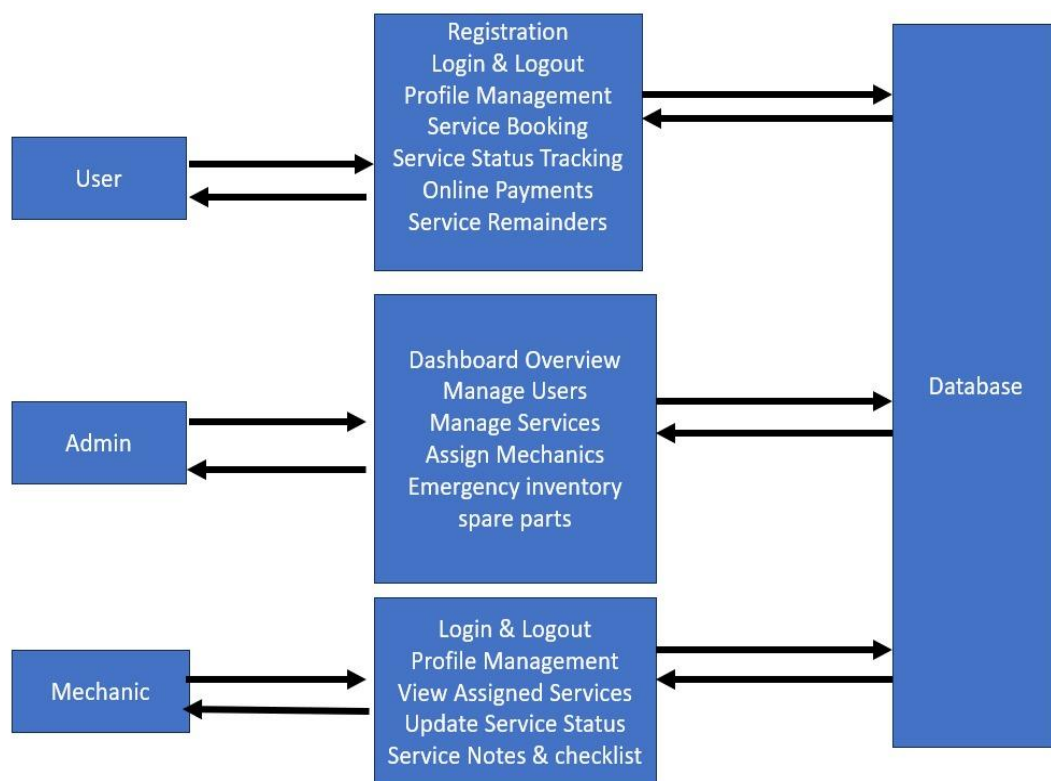 User
Registration
Login & Logout
Profile Management
Service Booking
Service Status Tracking
Online Payments
Service Remainders
Admin
Dashboard Overview
Manage Users
Manage Services
Assign Mechanics
Emergency inventory
spare parts
Mechanic
Login & Logout
Profile Management
View Assigned Services
Update Service Status
Service Notes & checklist
Database